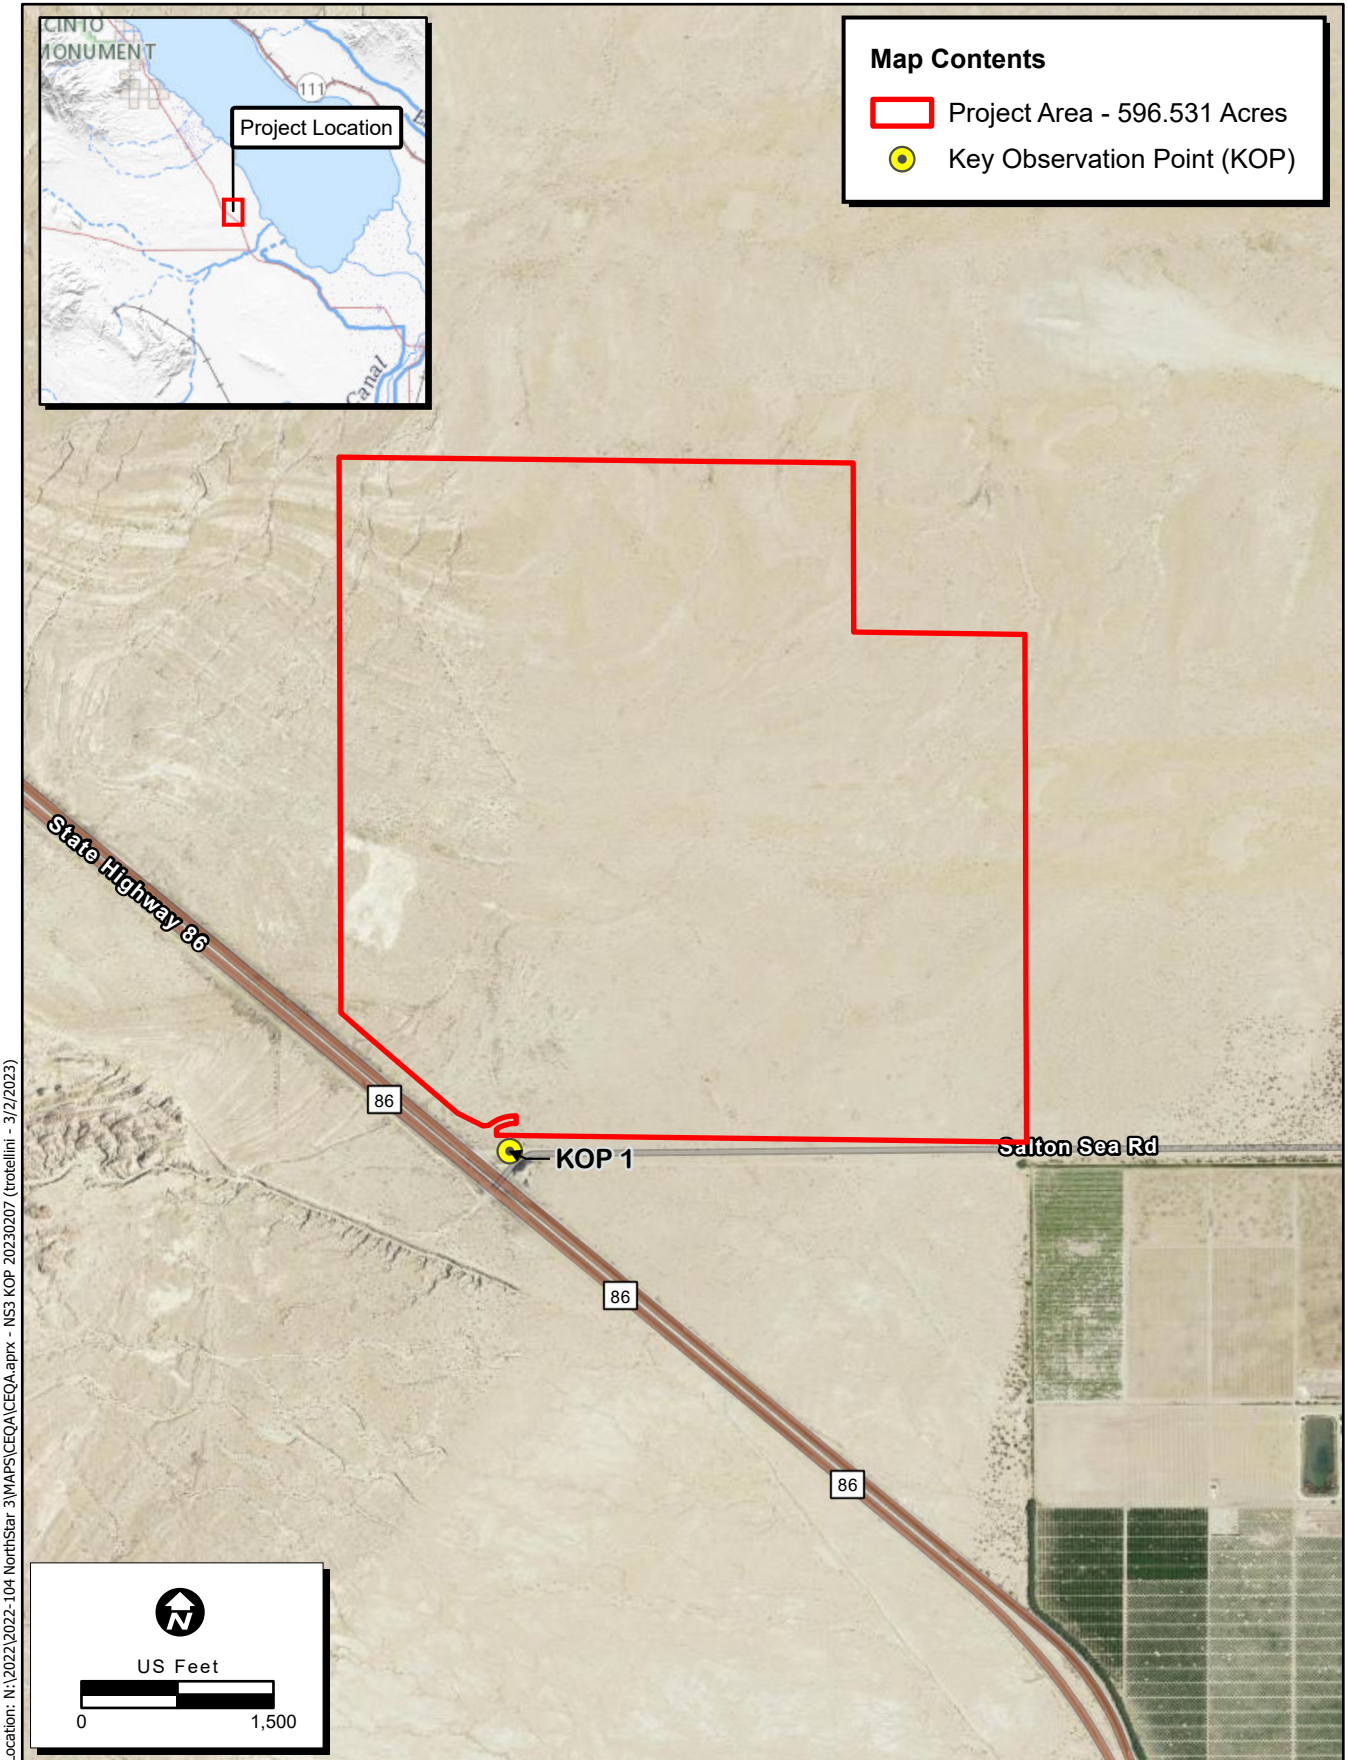 CINTO
MONUMENT
111
Project Location
Canal
Map Contents
Project Area - 596.531 Acres
Key Observation Point (KOP)
State Highway 86
86
KOP 1
Salton Sea Rd
86
86
N
US Feet
0 1,500
Location: N:\2022\2022-104 NorthStar 3\MAPS\CEQA\CEQA.aprx - NS3 KOP 20230207 (trotellini - 3/2/2023)